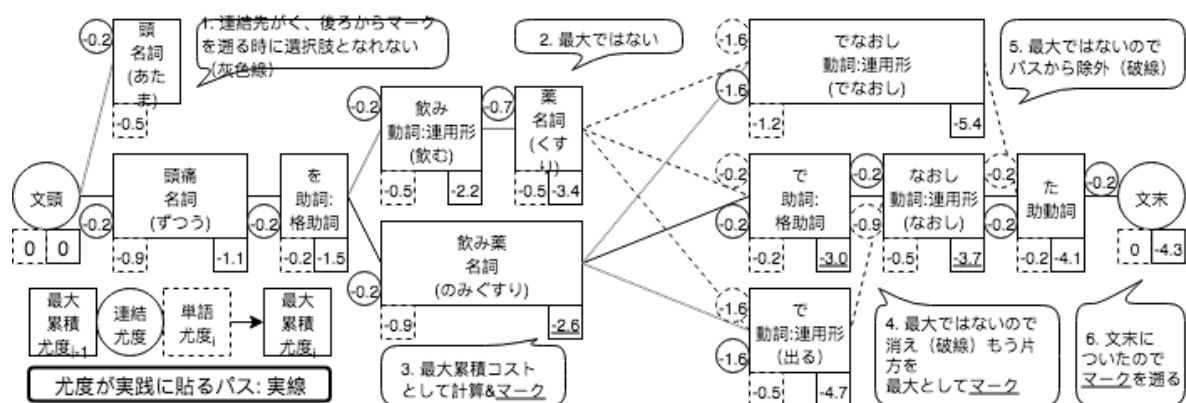 頭
名詞
(あた
ま)
-0.2
-0.5
1. 連結先がく、後ろからマーク
を遡る時に選択肢となれない
(灰色線)
2. 最大ではない
文頭
0
0
-0.2
頭痛
名詞
(ずつう)
-0.9
-1.1
-0.2
を
助詞:
格助詞
-0.2
-1.5
-0.2
飲み
動詞:連用形
(飲む)
-0.5
-2.2
-0.7
薬
名詞
(くす
り)
-0.5
-3.4
-0.2
飲み薬
名詞
(のみぐすり)
-0.9
-2.6
3. 最大累積コスト
として計算&マーク
-1.6
-1.6
でなおし
動詞:連用形
(でなおし)
-1.2
-5.4
5. 最大ではないので
パスから除外（破線）
-0.2
-0.2
で
助詞:
格助詞
-0.2
-3.0
-0.2
-0.9
なおし
動詞:連用形
(なおし)
-0.5
-3.7
-0.2
-0.2
た
助動詞
-0.2
-4.1
-0.2
文末
0
-4.3
-1.6
-1.6
で
動詞:連用形
(出る)
-0.5
-4.7
4. 最大ではないので
消え（破線）もう片
方を
最大としてマーク
6. 文末に
ついたので
マークを遡る
最大
累積
尤度i-1
連結
尤度
単語
尤度i
最大
累積
尤度i
尤度が実践に貼るパス: 実線